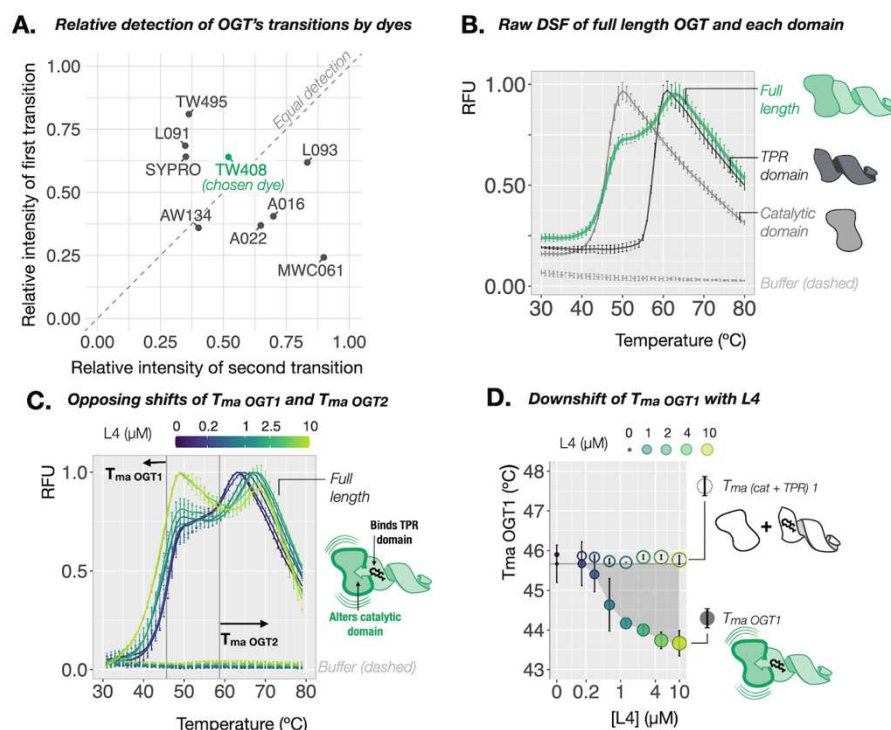 A. Relative detection of OGT's transitions by dyes
Relative intensity of first transition
1.00
0.75
0.50
0.25
0.00
TW495
L091
SYPRO
TW408
(chosen dye)
Equal detection
L093
AW134
A016
A022
MWC061
0.00 0.25 0.50 0.75 1.00
Relative intensity of second transition
B. Raw DSF of full length OGT and each domain
RFU
1.00
0.50
0.00
Full
length
TPR
domain
Catalytic
domain
Buffer (dashed)
30 40 50 60 70 80
Temperature (ºC)
C. Opposing shifts of Tma OGT1 and Tma OGT2
L4 (µM)
0 0.2 1 2.5 10
RFU
1.0
0.5
0.0
Tma OGT1
Tma OGT2
Full
length
Binds TPR
domain
Alters catalytic
domain
Buffer (dashed)
30 40 50 60 70 80
Temperature (ºC)
D. Downshift of Tma OGT1 with L4
L4 (µM)
0 1 2 4 10
Tma OGT1 (ºC)
48
47
46
45
44
43
Tma (cat + TPR) 1
+
Tma OGT1
0 0.2 1 4 10
[L4] (µM)